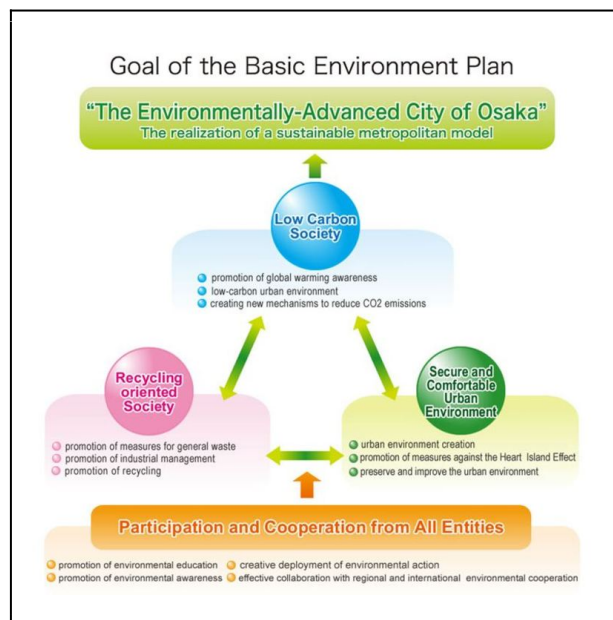 Goal of the Basic Environment Plan
“The Environmentally-Advanced City of Osaka”
The realization of a sustainable metropolitan model
Low Carbon
Society
promotion of global warming awareness
low-carbon urban environment
creating new mechanisms to reduce CO2 emissions
Recycling
oriented
Society
promotion of measures for general waste
promotion of industrial management
promotion of recycling
Secure and
Comfortable
Urban
Environment
urban environment creation
promotion of measures against the Heart Island Effect
preserve and improve the urban environment
Participation and Cooperation from All Entities
promotion of environmental education
creative deployment of environmental action
promotion of environmental awareness
effective collaboration with regional and international environmental cooperation